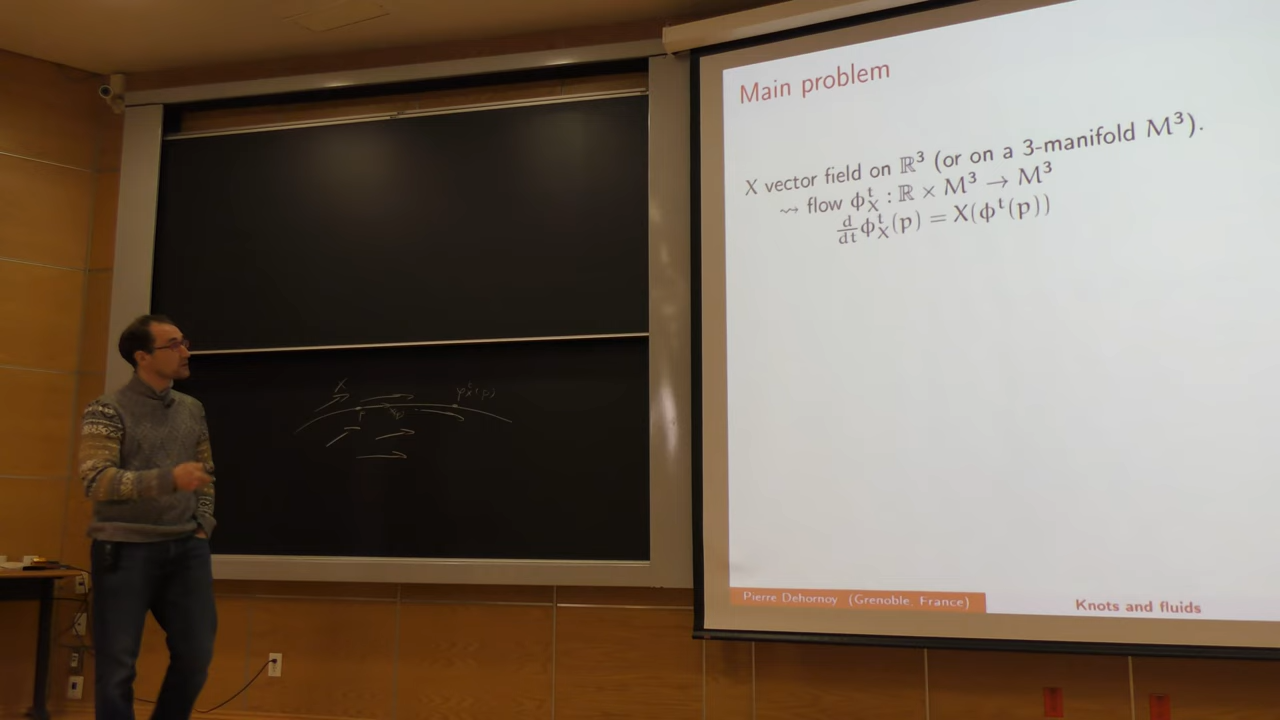 Main problem
X vector field on ℝ³ (or on a 3-manifold M³).
⇝ flow ϕ_X^t : ℝ × M³ → M³
d/dt ϕ_X^t(p) = X(ϕ^t(p))
Pierre Dehornoy (Grenoble, France)
Knots and fluids
X
φ_X^t(p)
p